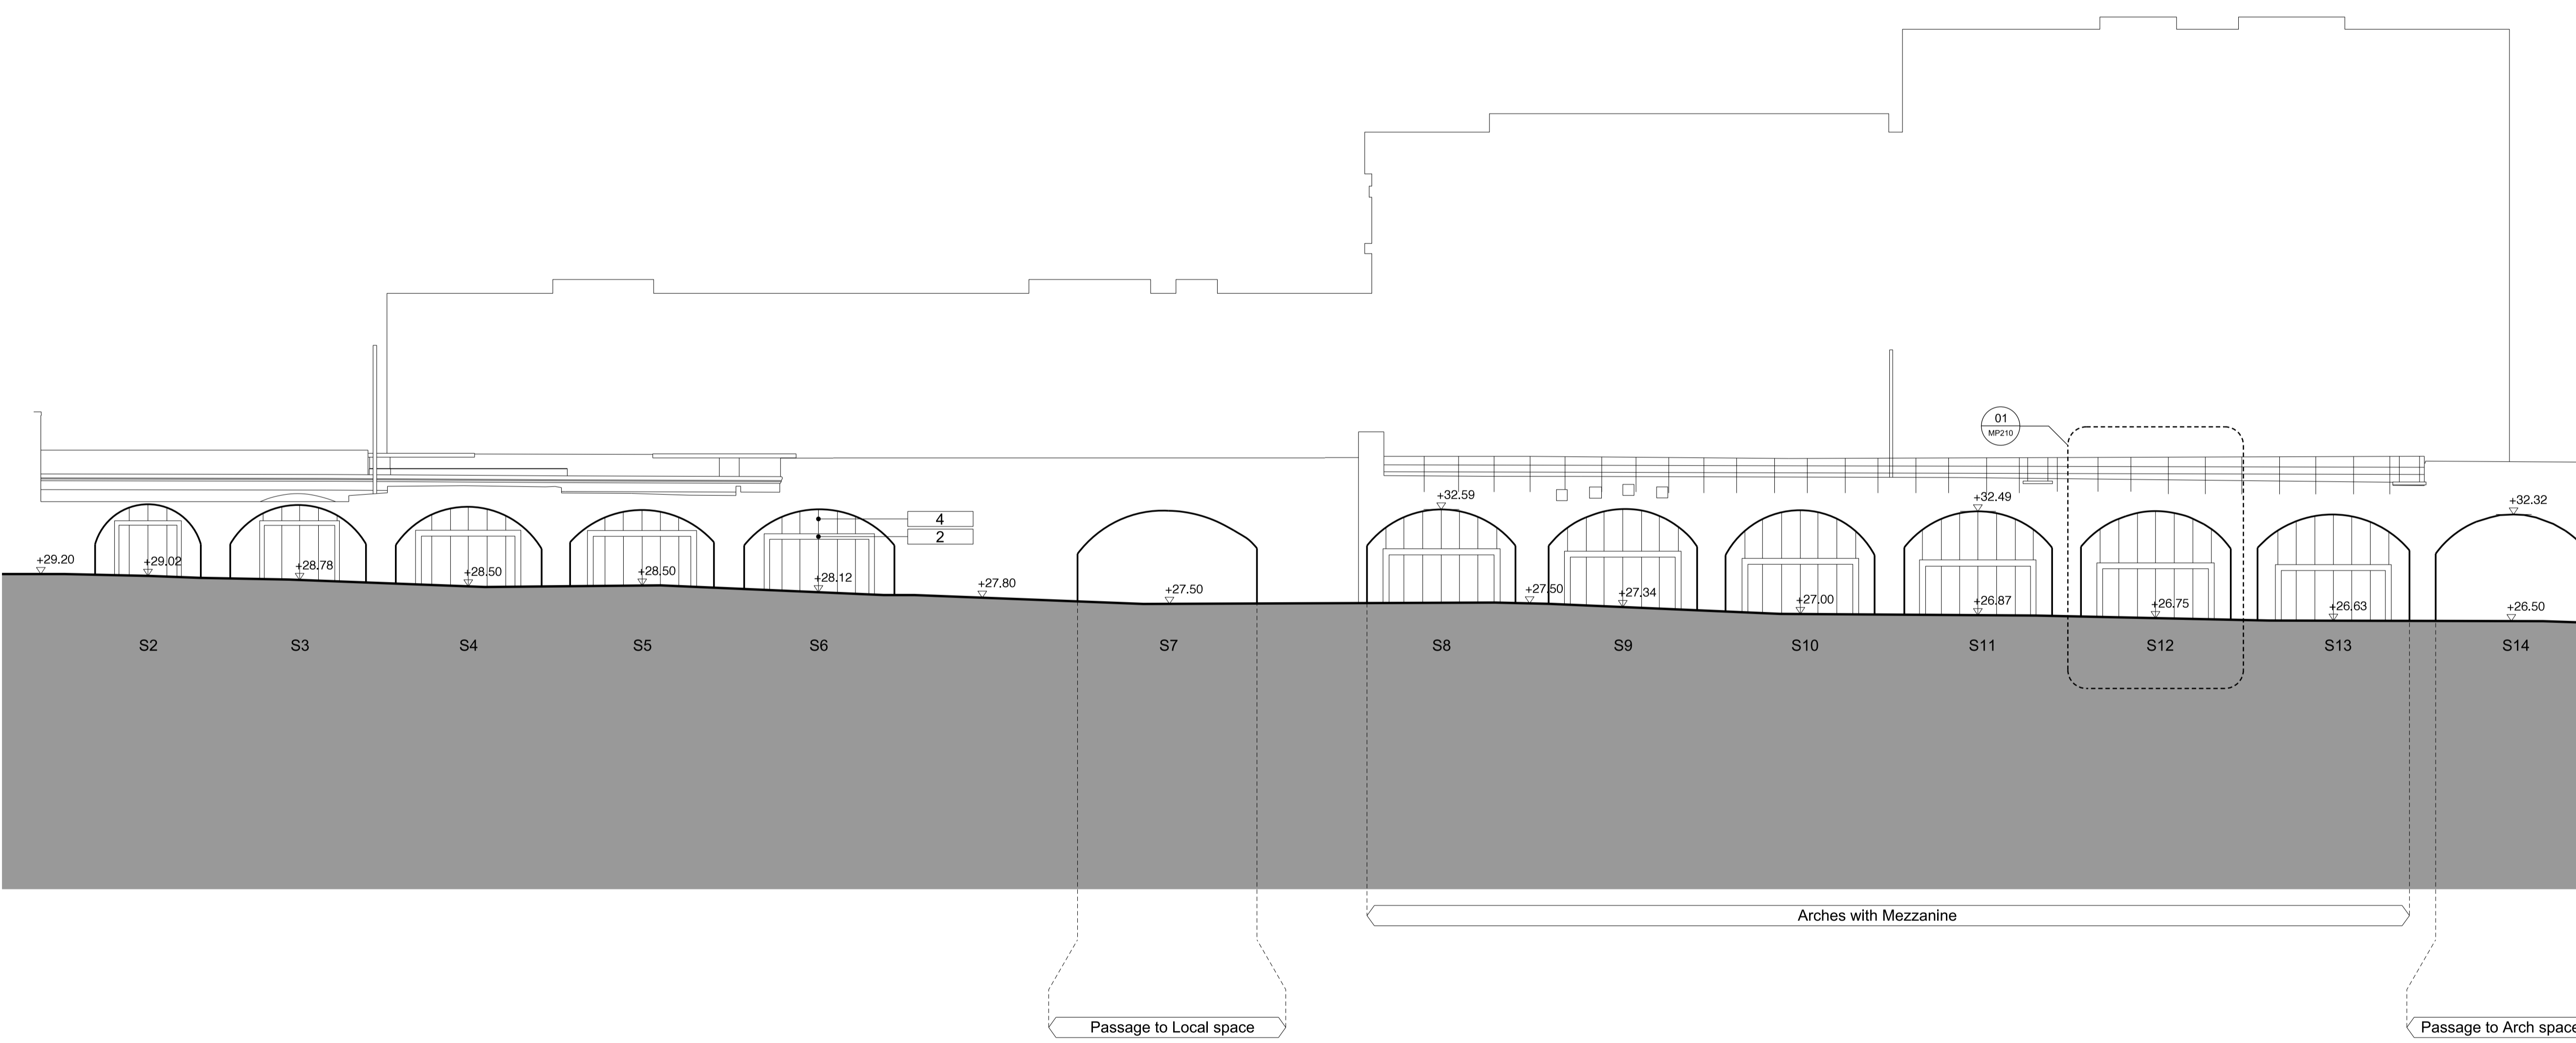 01
MP210
+32.59
+32.49
+32.32
4
2
+29.20
+29.02
+28.78
+28.50
+28.50
+28.12
+27.80
+27.50
+27.50
+27.34
+27.00
+26.87
+26.75
+26.63
+26.50
S2
S3
S4
S5
S6
S7
S8
S9
S10
S11
S12
S13
S14
Arches with Mezzanine
Passage to Local space
Passage to Arch space